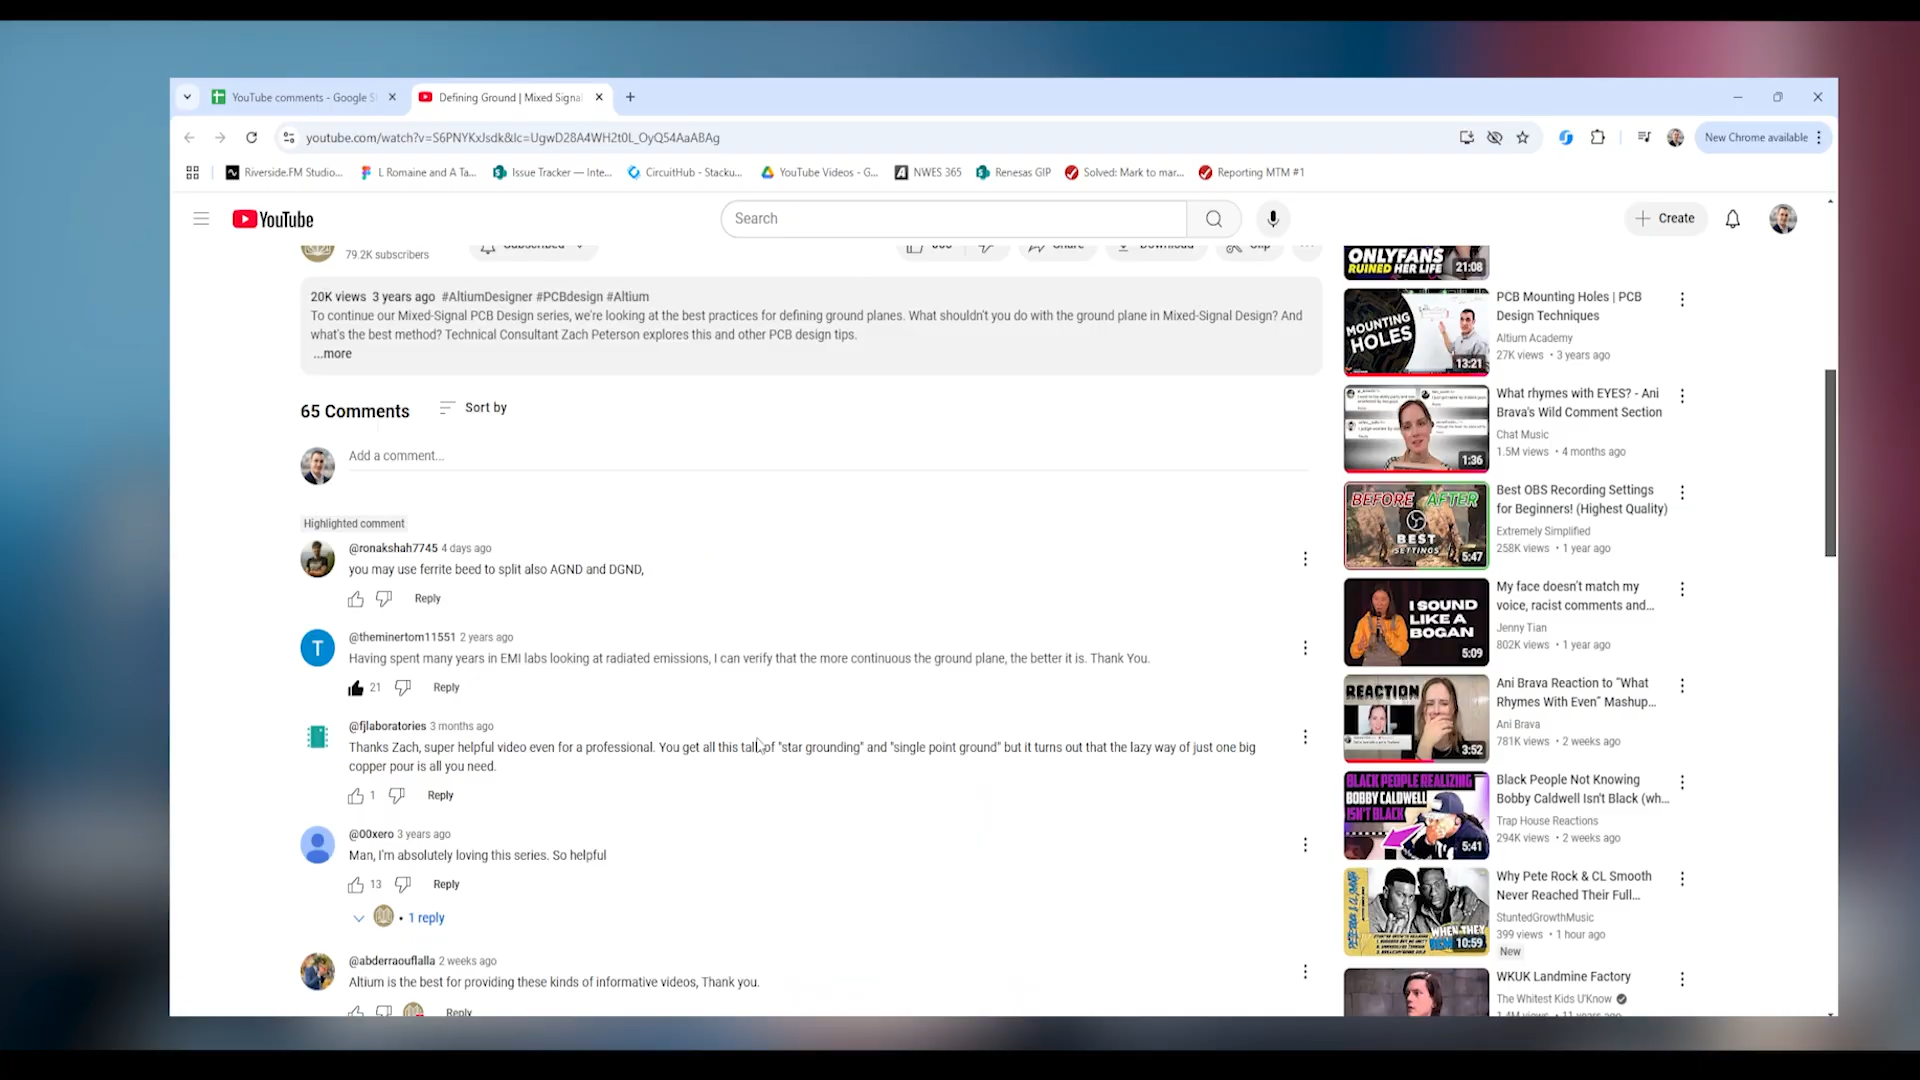 YouTube comments - Google S
Defining Ground | Mixed Signal
youtube.com/watch?v=S6PNYKxJsdk&lc=UgwD28A4WH2t0L_OyQ54AaABAg
New Chrome available
Riverside.FM Studio...
L Romaine and A Ta...
Issue Tracker — Inte...
CircuitHub - Stacku...
YouTube Videos - G...
NWES 365
Renesas GIP
Solved: Mark to mar...
Reporting MTM #1
YouTube
Search
Create
79.2K subscribers
Subscribed
Share
Download
Clip
20K views 3 years ago #AltiumDesigner #PCBdesign #Altium
To continue our Mixed-Signal PCB Design series, we're looking at the best practices for defining ground planes. What shouldn't you do with the ground plane in Mixed-Signal Design? And
what's the best method? Technical Consultant Zach Peterson explores this and other PCB design tips.
...more
65 Comments
Sort by
Add a comment...
Highlighted comment
@ronakshah7745 4 days ago
you may use ferrite beed to split also AGND and DGND,
Reply
@theminertom11551 2 years ago
T
Having spent many years in EMI labs looking at radiated emissions, I can verify that the more continuous the ground plane, the better it is. Thank You.
21
Reply
@fjlaboratories 3 months ago
Thanks Zach, super helpful video even for a professional. You get all this talk of "star grounding" and "single point ground" but it turns out that the lazy way of just one big
copper pour is all you need.
1
Reply
@00xero 3 years ago
Man, I'm absolutely loving this series. So helpful
13
Reply
• 1 reply
@abderraouflalla 2 weeks ago
Altium is the best for providing these kinds of informative videos, Thank you.
Reply
ONLYFANS
RUINED HER LIFE
21:08
MOUNTING
HOLES
13:21
PCB Mounting Holes | PCB
Design Techniques
Altium Academy
27K views • 3 years ago
1:36
What rhymes with EYES? - Ani
Brava's Wild Comment Section
Chat Music
1.5M views • 4 months ago
BEFORE AFTER
BEST
SETTINGS
5:47
Best OBS Recording Settings
for Beginners! (Highest Quality)
Extremely Simplified
258K views • 1 year ago
I SOUND
LIKE A
BOGAN
5:09
My face doesn't match my
voice, racist comments and...
Jenny Tian
802K views • 1 year ago
REACTION
3:52
Ani Brava Reaction to "What
Rhymes With Even" Mashup...
Ani Brava
781K views • 2 weeks ago
BLACK PEOPLE REALIZING
BOBBY CALDWELL
ISN'T BLACK
5:41
Black People Not Knowing
Bobby Caldwell Isn't Black (wh...
Trap House Reactions
294K views • 2 weeks ago
WHEN THEY
10:59
Why Pete Rock & CL Smooth
Never Reached Their Full...
StuntedGrowthMusic
399 views • 1 hour ago
New
WKUK Landmine Factory
The Whitest Kids U'Know
1.4M views • 11 years ago